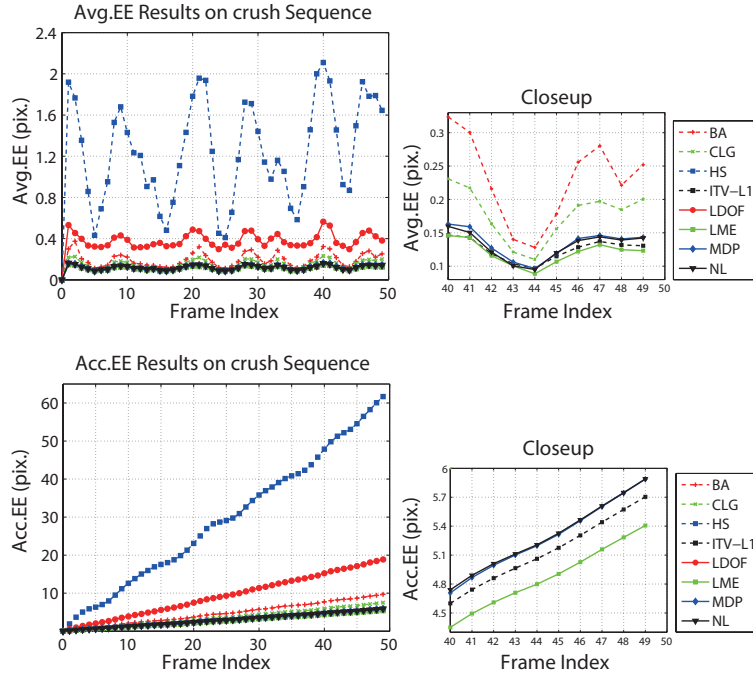 Avg.EE Results on crush Sequence
2.4
2
1.6
1.2
0.8
0.4
0
Avg.EE (pix.)
0 10 20 30 40 50
Frame Index
Closeup
0.3
0.25
0.2
0.15
0.1
Avg.EE (pix.)
40 41 42 43 44 45 46 47 48 49 50
Frame Index
BA
CLG
HS
ITV-L1
LDOF
LME
MDP
NL
Acc.EE Results on crush Sequence
60
50
40
30
20
10
Acc.EE (pix.)
0 10 20 30 40 50
Frame Index
Closeup
6
5.7
5.4
5.1
4.8
4.5
Acc.EE (pix.)
40 41 42 43 44 45 46 47 48 49 50
Frame Index
BA
CLG
HS
ITV-L1
LDOF
LME
MDP
NL